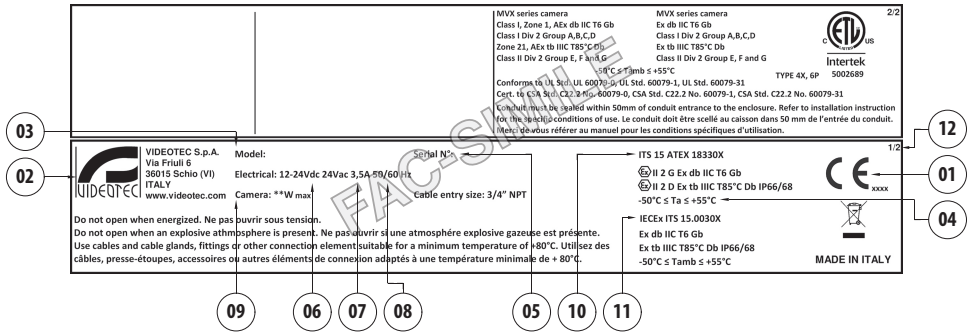 MVX series camera
Class I, Zone 1, AEx db IIC T6 Gb
Class I Div 2 Group A,B,C,D
Zone 21, AEx tb IIIC T85°C Db
Class II Div 2 Group E, F and G
MVX series camera
Ex db IIC T6 Gb
Class I Div 2 Group A,B,C,D
Ex tb IIIC T85°C Db
Class II Div 2 Group E, F and G
-50°C ≤ Tamb ≤ +55°C
Conforms to UL Std. UL 60079-0, UL Std. 60079-1, UL Std. 60079-31
Cert. to CSA Std. C22.2 No. 60079-0, CSA Std. C22.2 No. 60079-1, CSA Std. C22.2 No. 60079-31
Conduit must be sealed within 50mm of conduit entrance to the enclosure. Refer to installation instruction
for the specific conditions of use. Le conduit doit être scellé au caisson dans 50 mm de l'entrée du conduit.
Merci de vous référer au manuel pour les conditions spécifiques d'utilisation.
2/2
C ETL US
LISTED
Intertek
5002689
TYPE 4X, 6P
FAC-SIMILE
03
02
12
01
04
VIDEOTEC
VIDEOTEC S.p.A.
Via Friuli 6
36015 Schio (VI)
ITALY
www.videotec.com
Model:
Serial N°:
Electrical: 12-24Vdc 24Vac 3,5A 50/60 Hz
Camera: **W max
Cable entry size: 3/4" NPT
Do not open when energized. Ne pas ouvrir sous tension.
Do not open when an explosive athmosphere is present. Ne pas ouvrir si une atmosphère explosive gazeuse est présente.
Use cables and cable glands, fittings or other connection element suitable for a minimum temperature of +80°C. Utilisez des
câbles, presse-étoupes, accessoires ou autres éléments de connexion adaptés à une température minimale de + 80°C.
1/2
ITS 15 ATEX 18330X
Ex II 2 G Ex db IIC T6 Gb
Ex II 2 D Ex tb IIIC T85°C Db IP66/68
-50°C ≤ Ta ≤ +55°C
IECEx ITS 15.0030X
Ex db IIC T6 Gb
Ex tb IIIC T85°C Db IP66/68
-50°C ≤ Tamb ≤ +55°C
CE xxxx
MADE IN ITALY
09
06
07
08
05
10
11